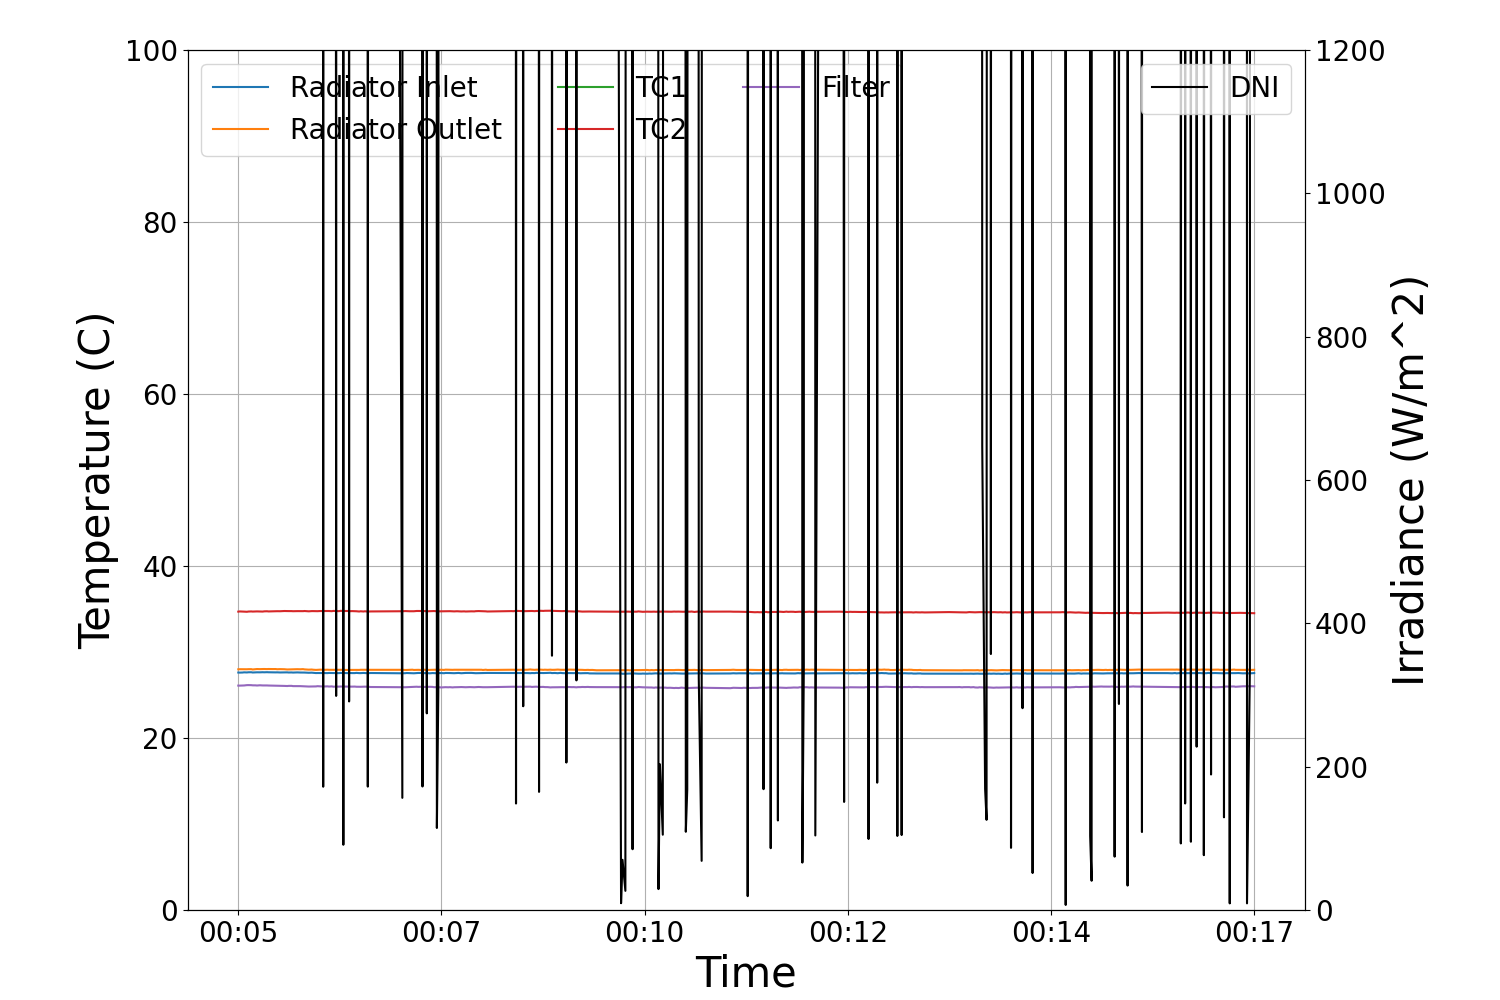 100
80
60
40
20
0
Temperature (C)
Radiator Inlet
Radiator Outlet
TC1
TC2
Filter
DNI
1200
1000
800
600
400
200
0
Irradiance (W/m^2)
00:05 00:07 00:10 00:12 00:14 00:17
Time